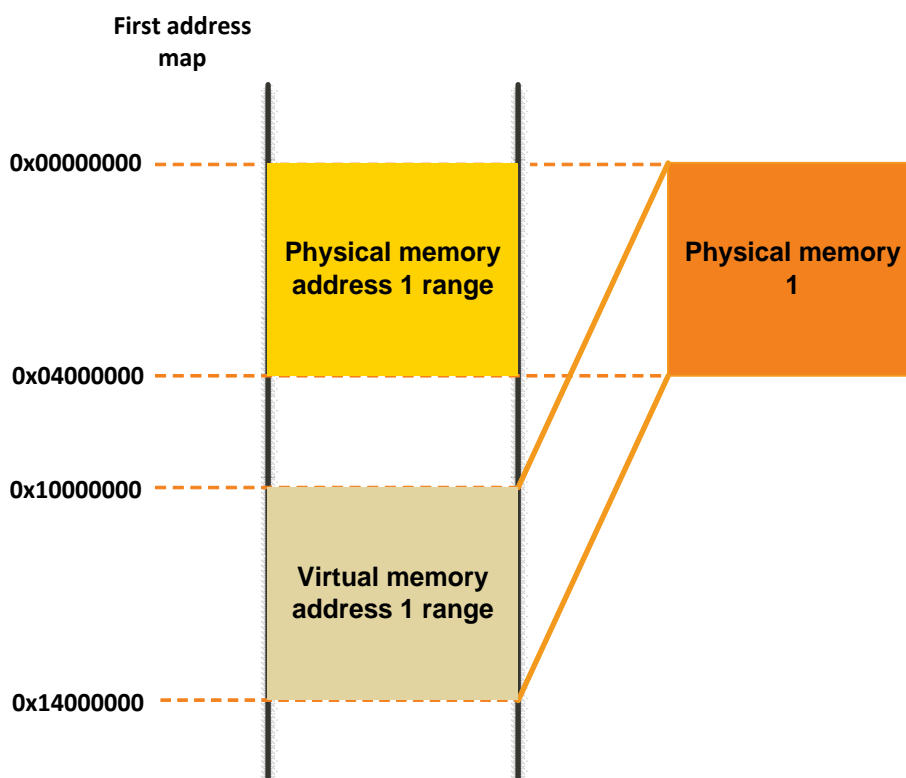 First address
map
0x00000000
Physical memory
address 1 range
Physical memory
1
0x04000000
0x10000000
Virtual memory
address 1 range
0x14000000